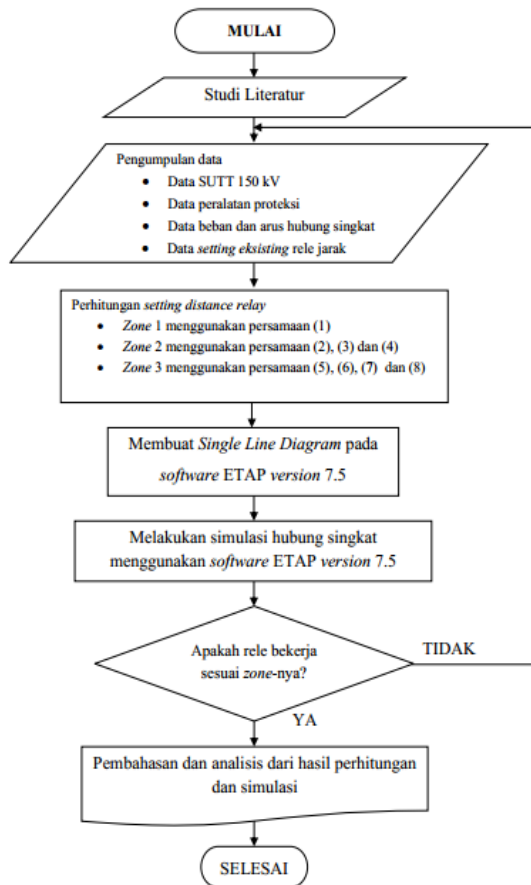 MULAI
Studi Literatur
Pengumpulan data
• Data SUTT 150 kV
• Data peralatan proteksi
• Data beban dan arus hubung singkat
• Data setting eksisting rele jarak
Perhitungan setting distance relay
• Zone 1 menggunakan persamaan (1)
• Zone 2 menggunakan persamaan (2), (3) dan (4)
• Zone 3 menggunakan persamaan (5), (6), (7) dan (8)
Membuat Single Line Diagram pada
software ETAP version 7.5
Melakukan simulasi hubung singkat
menggunakan software ETAP version 7.5
Apakah rele bekerja
sesuai zone-nya?
TIDAK
YA
Pembahasan dan analisis dari hasil perhitungan
dan simulasi
SELESAI